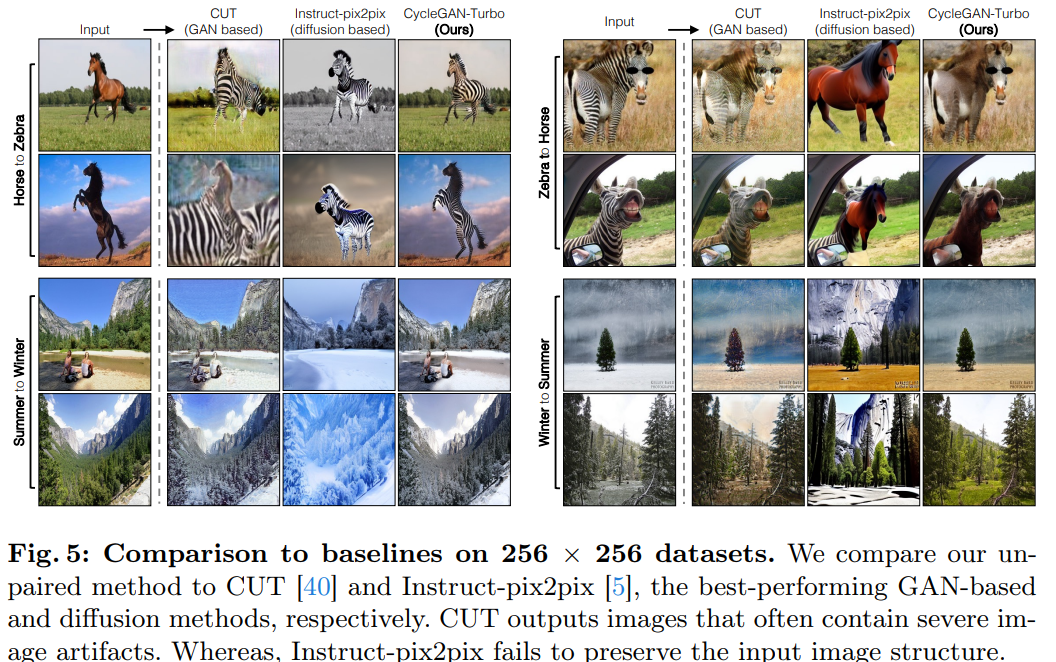 Input
CUT
(GAN based)
Instruct-pix2pix
(diffusion based)
CycleGAN-Turbo
(Ours)
Input
CUT
(GAN based)
Instruct-pix2pix
(diffusion based)
CycleGAN-Turbo
(Ours)
Horse to Zebra
Zebra to Horse
Summer to Winter
Winter to Summer
Fig. 5: Comparison to baselines on 256 × 256 datasets. We compare our un-
paired method to CUT [40] and Instruct-pix2pix [5], the best-performing GAN-based
and diffusion methods, respectively. CUT outputs images that often contain severe im-
age artifacts. Whereas, Instruct-pix2pix fails to preserve the input image structure.